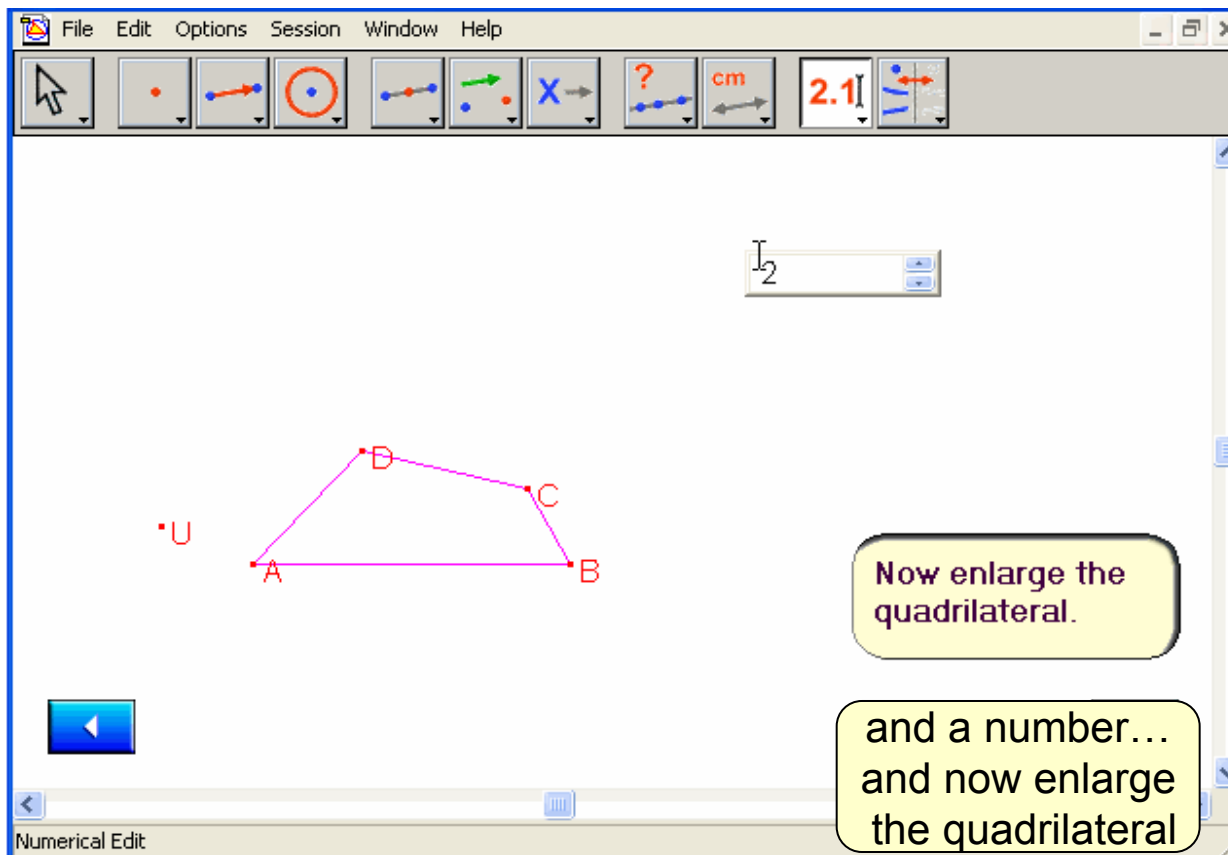 File Edit Options Session Window Help
? cm 2.1
X
2
D
C
U
A
B
Now enlarge the
quadrilateral.
and a number…
and now enlarge
the quadrilateral
Numerical Edit